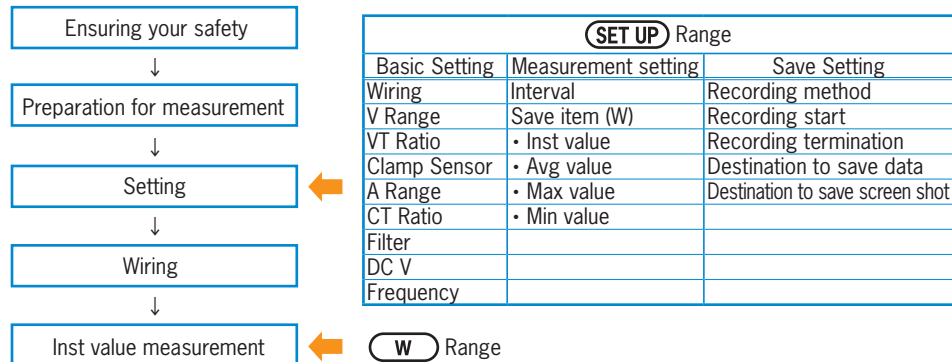 Ensuring your safety
↓
Preparation for measurement
↓
Setting
↓
Wiring
↓
Inst value measurement
SET UP Range
Basic Setting Measurement setting Save Setting
Wiring Interval Recording method
V Range Save item (W) Recording start
VT Ratio • Inst value Recording termination
Clamp Sensor • Avg value Destination to save data
A Range • Max value Destination to save screen shot
CT Ratio • Min value
Filter
DC V
Frequency
W Range